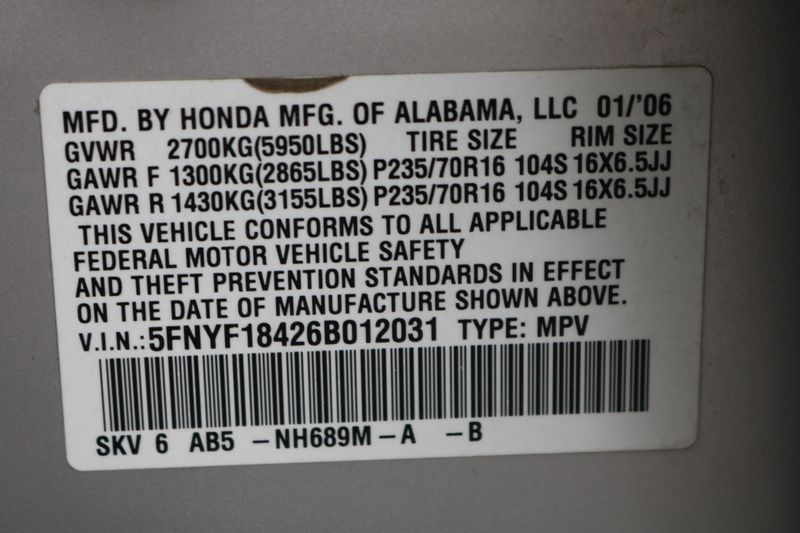 MFD. BY HONDA MFG. OF ALABAMA, LLC 01/'06
GVWR 2700KG(5950LBS) TIRE SIZE RIM SIZE
GAWR F 1300KG(2865LBS) P235/70R16 104S 16X6.5JJ
GAWR R 1430KG(3155LBS) P235/70R16 104S 16X6.5JJ
THIS VEHICLE CONFORMS TO ALL APPLICABLE
FEDERAL MOTOR VEHICLE SAFETY
AND THEFT PREVENTION STANDARDS IN EFFECT
ON THE DATE OF MANUFACTURE SHOWN ABOVE.
V.I.N.:5FNYF18426B012031 TYPE: MPV
SKV 6 AB5 -NH689M-A -B